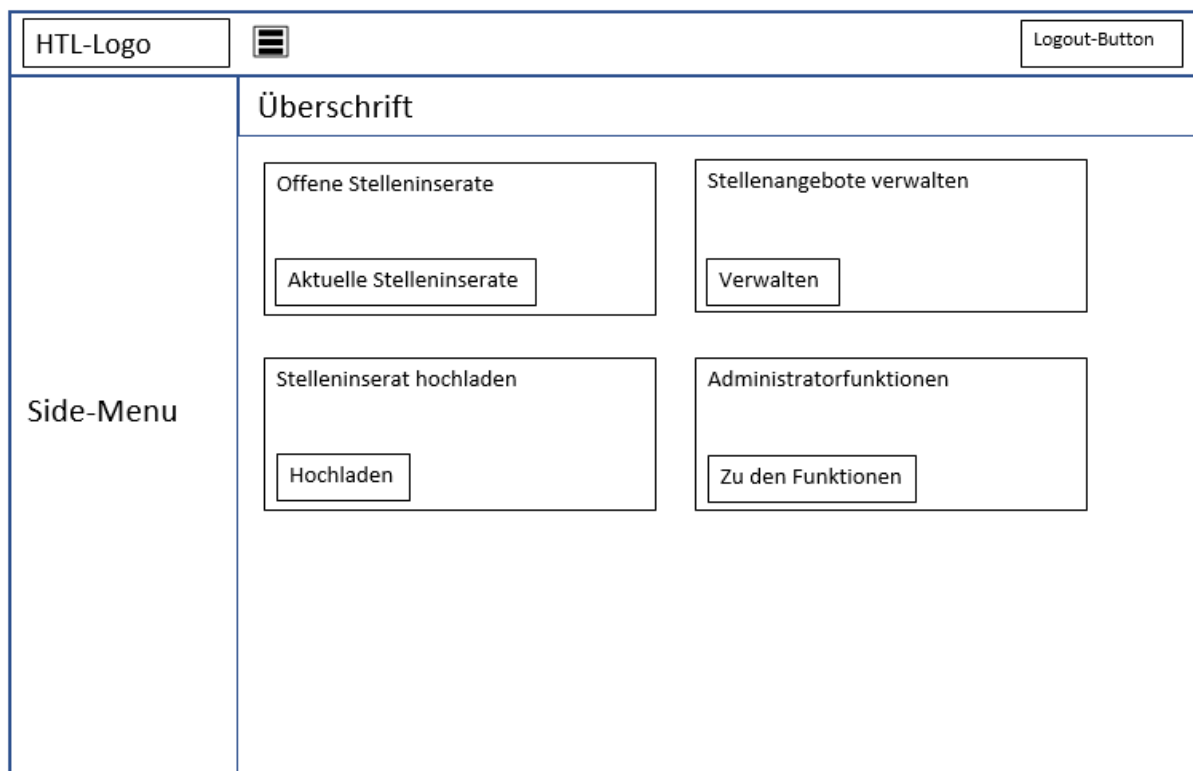 HTL-Logo
Logout-Button
Überschrift
Offene Stelleninserate
Aktuelle Stelleninserate
Stellenangebote verwalten
Verwalten
Side-Menu
Stelleninserat hochladen
Hochladen
Administratorfunktionen
Zu den Funktionen